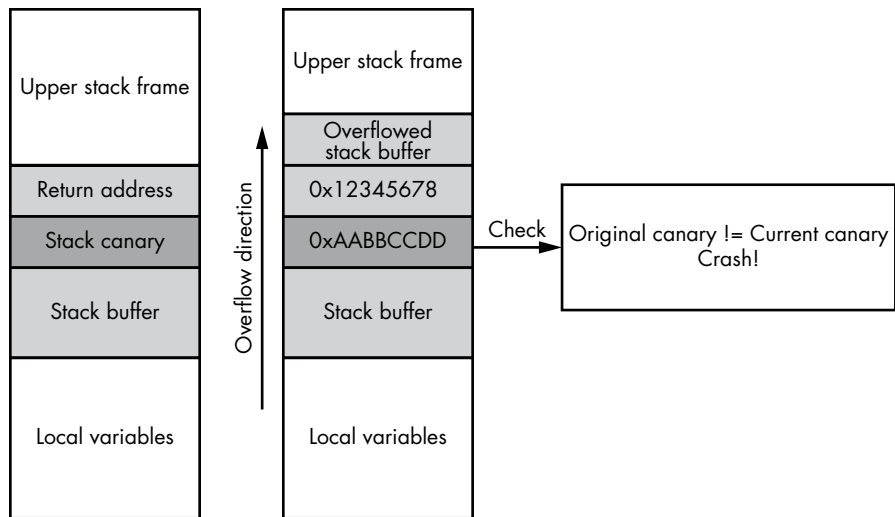 Upper stack frame
Return address
Stack canary
Stack buffer
Local variables
Overflow direction
Upper stack frame
Overflowed
stack buffer
0x12345678
0xAABBCCDD
Stack buffer
Local variables
Check
Original canary != Current canary
Crash!